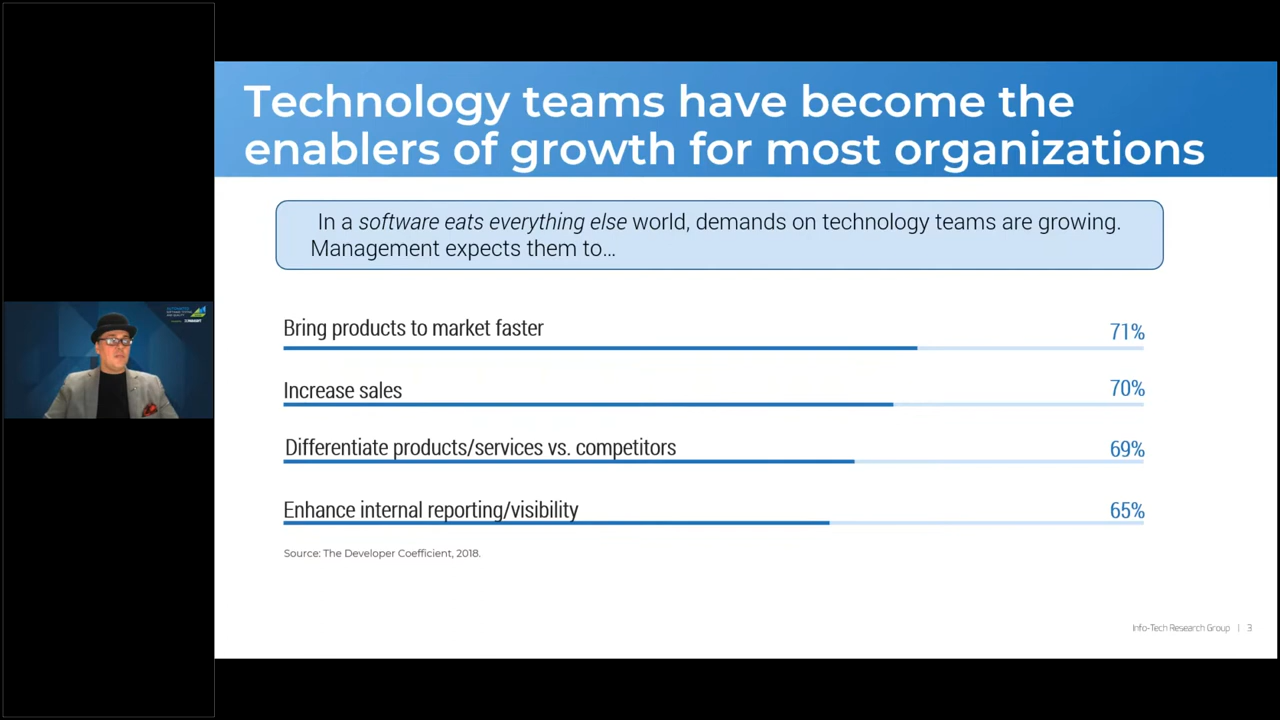 Technology teams have become the
enablers of growth for most organizations
In a software eats everything else world, demands on technology teams are growing.
Management expects them to…
Bring products to market faster
71%
Increase sales
70%
Differentiate products/services vs. competitors
69%
Enhance internal reporting/visibility
65%
Source: The Developer Coefficient, 2018.
Info-Tech Research Group | 3